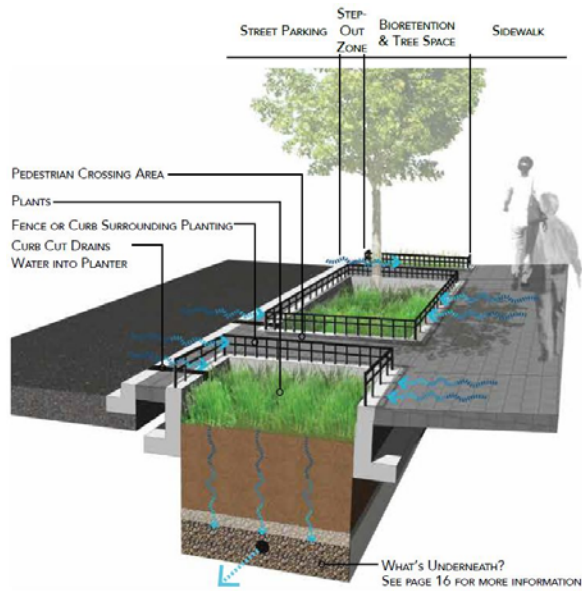 STREET PARKING
STEP-
OUT
ZONE
BIORETENTION
& TREE SPACE
SIDEWALK
PEDESTRIAN CROSSING AREA
PLANTS
FENCE OR CURB SURROUNDING PLANTING
CURB CUT DRAINS
WATER INTO PLANTER
WHAT'S UNDERNEATH?
SEE PAGE 16 FOR MORE INFORMATION